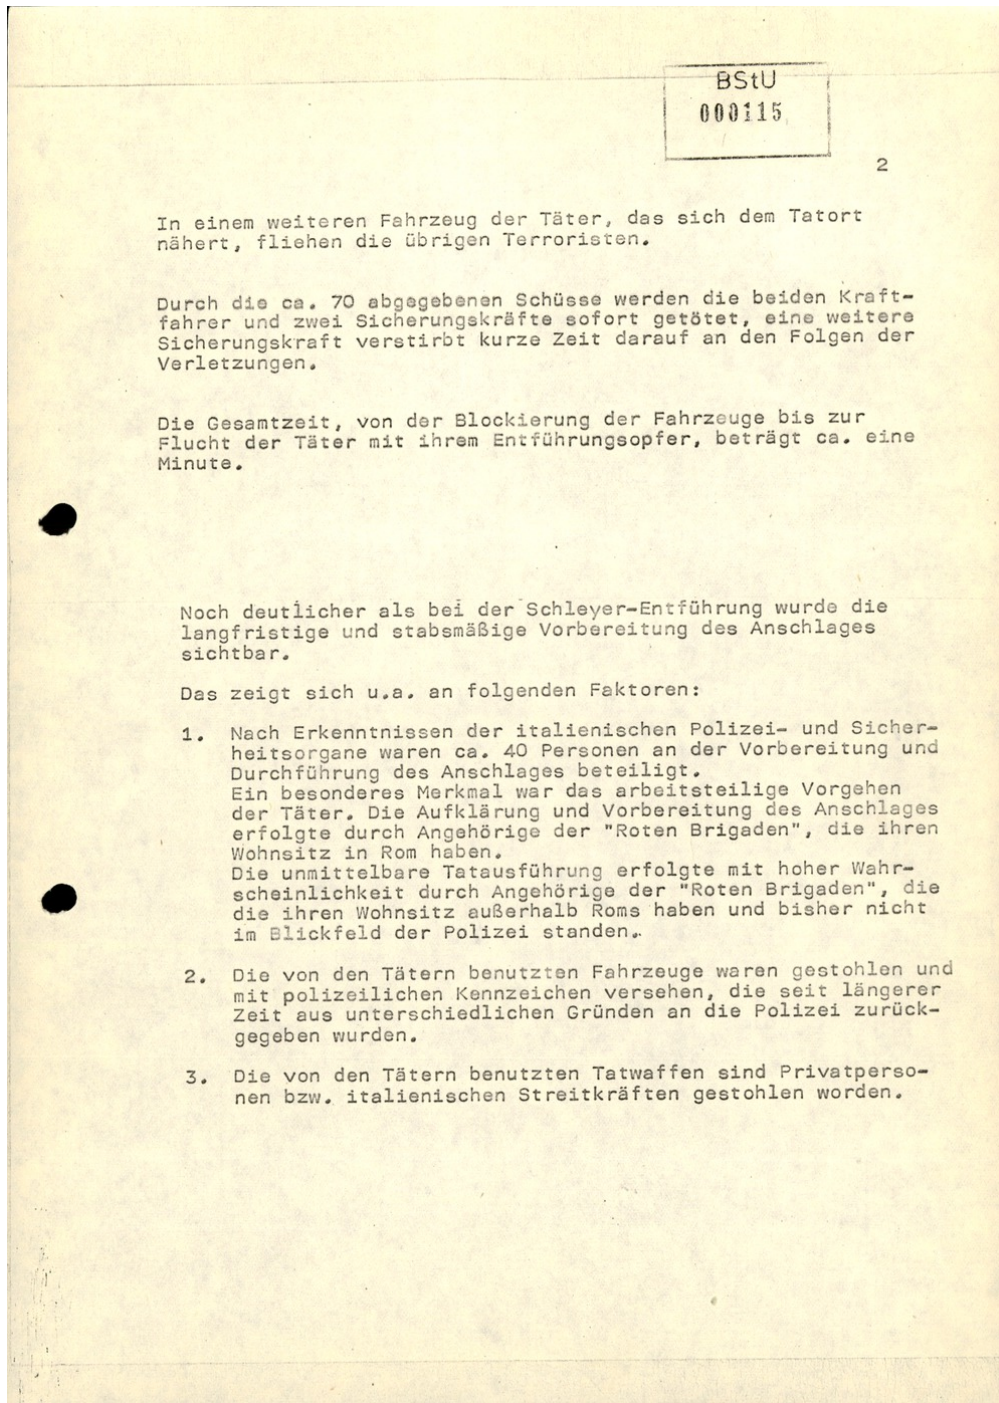 BStU
000115
2
In einem weiteren Fahrzeug der Täter, das sich dem Tatort
nähert, fliehen die übrigen Terroristen.
Durch die ca. 70 abgegebenen Schüsse werden die beiden Kraft-
fahrer und zwei Sicherungskräfte sofort getötet, eine weitere
Sicherungskraft verstirbt kurze Zeit darauf an den Folgen der
Verletzungen.
Die Gesamtzeit, von der Blockierung der Fahrzeuge bis zur
Flucht der Täter mit ihrem Entführungsopfer, beträgt ca. eine
Minute.
Noch deutlicher als bei der Schleyer-Entführung wurde die
langfristige und stabsmäßige Vorbereitung des Anschlages
sichtbar.
Das zeigt sich u.a. an folgenden Faktoren:
1. Nach Erkenntnissen der italienischen Polizei- und Sicher-
heitsorgane waren ca. 40 Personen an der Vorbereitung und
Durchführung des Anschlages beteiligt.
Ein besonderes Merkmal war das arbeitsteilige Vorgehen
der Täter. Die Aufklärung und Vorbereitung des Anschlages
erfolgte durch Angehörige der "Roten Brigaden", die ihren
Wohnsitz in Rom haben.
Die unmittelbare Tatausführung erfolgte mit hoher Wahr-
scheinlichkeit durch Angehörige der "Roten Brigaden", die
die ihren Wohnsitz außerhalb Roms haben und bisher nicht
im Blickfeld der Polizei standen.
2. Die von den Tätern benutzten Fahrzeuge waren gestohlen und
mit polizeilichen Kennzeichen versehen, die seit längerer
Zeit aus unterschiedlichen Gründen an die Polizei zurück-
gegeben wurden.
3. Die von den Tätern benutzten Tatwaffen sind Privatperso-
nen bzw. italienischen Streitkräften gestohlen worden.